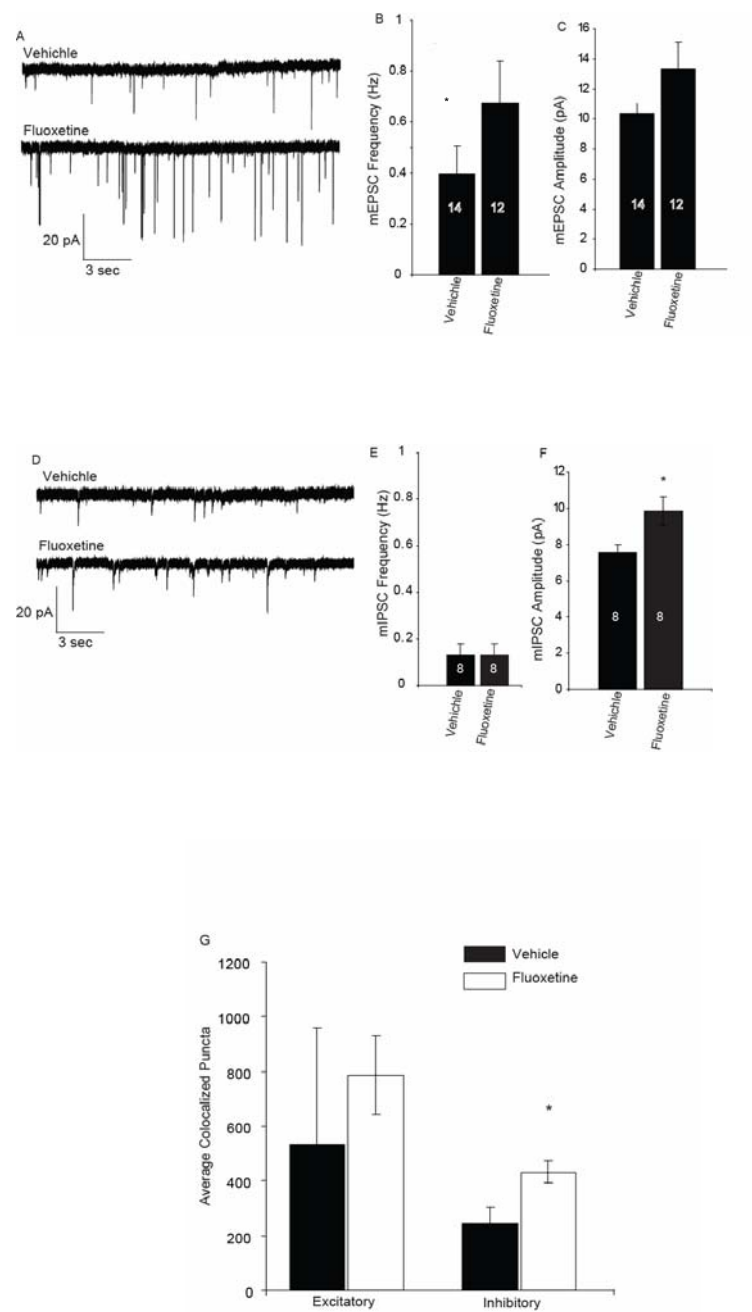 A
Vehichle
Fluoxetine
20 pA
3 sec
B
mEPSC Frequency (Hz)
1
0.8
0.6
0.4
0.2
0
*
14
12
Vehichle
Fluoxetine
C
mEPSC Amplitude (pA)
16
14
12
10
8
6
4
2
0
14
12
Vehichle
Fluoxetine
D
Vehichle
Fluoxetine
20 pA
3 sec
E
mIPSC Frequency (Hz)
1
0.8
0.6
0.4
0.2
0
8
8
Vehichle
Fluoxetine
F
mIPSC Amplitude (pA)
12
10
8
6
4
2
0
*
8
8
Vehichle
Fluoxetine
G
Vehicle
Fluoxetine
Average Colocalized Puncta
1200
1000
800
600
400
200
0
*
Excitatory
Inhibitory